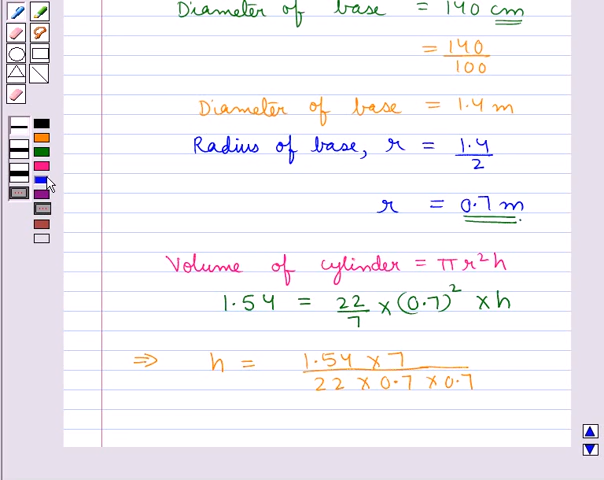 Diameter of base = 140 cm
= 140/100
Diameter of base = 1.4 m
Radius of base, r = 1.4/2
r = 0.7 m.
Volume of cylinder = πr²h
1.54 = 22/7 × (0.7)² × h
⇒ h = 1.54 × 7/22 × 0.7 × 0.7